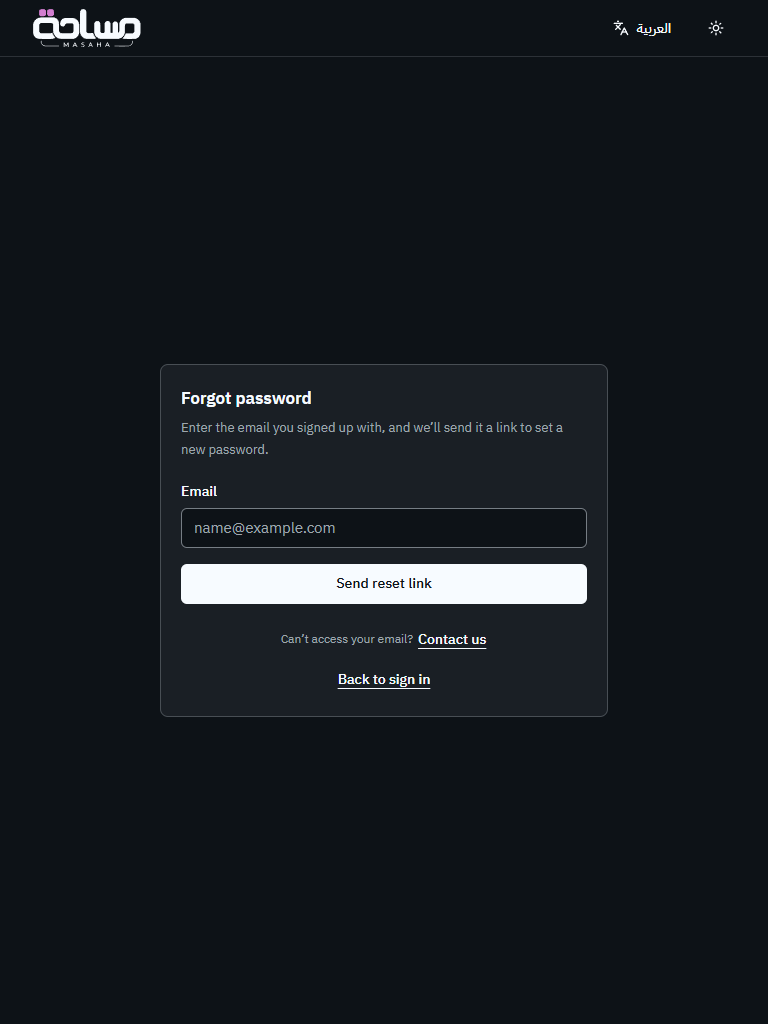 مساحة
MASAHA
العربية
Forgot password
Enter the email you signed up with, and we’ll send it a link to set a
new password.
Email
name@example.com
Send reset link
Can’t access your email? Contact us
Back to sign in